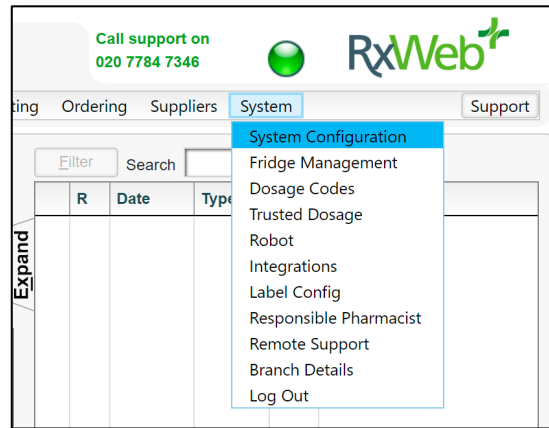 Call support on
020 7784 7346
RxWeb
ting Ordering Suppliers System Support
System Configuration
Filter Search
Fridge Management
R Date Type
Dosage Codes
Trusted Dosage
Expand
Robot
Integrations
Label Config
Responsible Pharmacist
Remote Support
Branch Details
Log Out